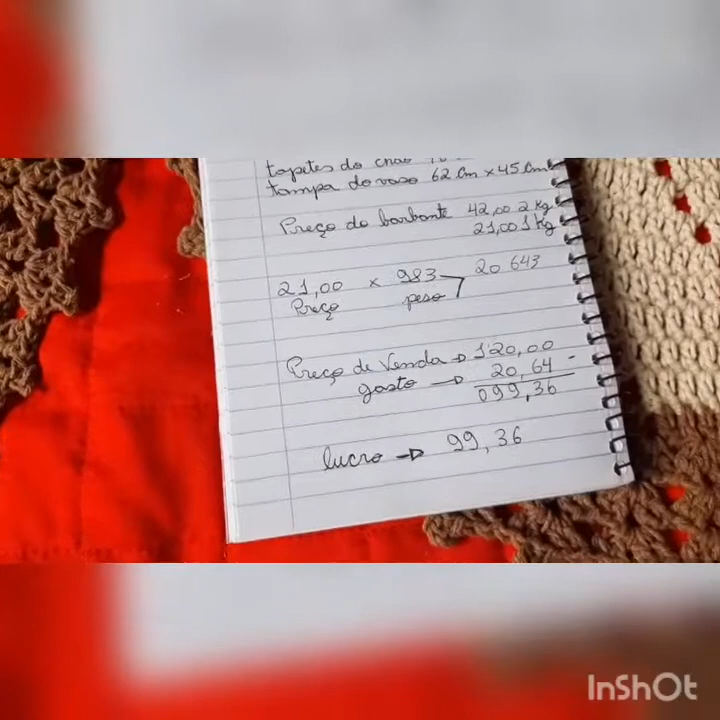 tapetes do chão
tampa do vaso 62 Cm x 45 Cm
Preço do barbante 42,00 2 kg
21,00 1 kg
21,00 x 983 20 643
Preço peso
Preço de Venda → 120,00
gasto → 20,64 -
099,36
lucro → 99,36
InShOt